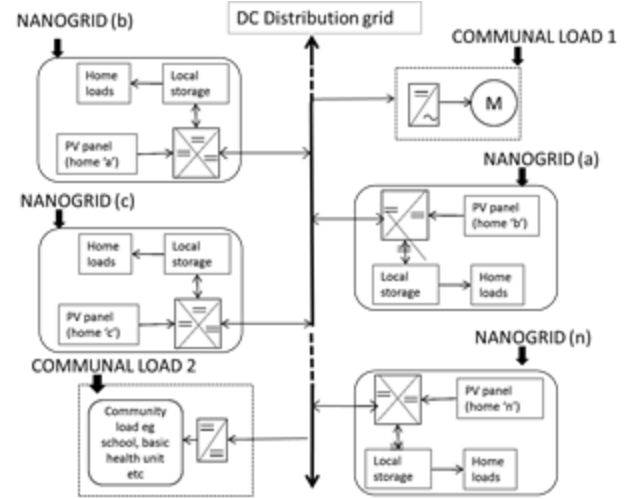 DC Distribution grid
NANOGRID (b)
Home
loads
Local
storage
PV panel
(home 'a')
NANOGRID (c)
Home
loads
Local
storage
PV panel
(home 'c')
COMMUNAL LOAD 2
Community
load eg
school, basic
health unit
etc
COMMUNAL LOAD 1
M
NANOGRID (a)
PV panel
(home 'b')
Local
storage
Home
loads
NANOGRID (n)
PV panel
(home 'n')
Local
storage
Home
loads